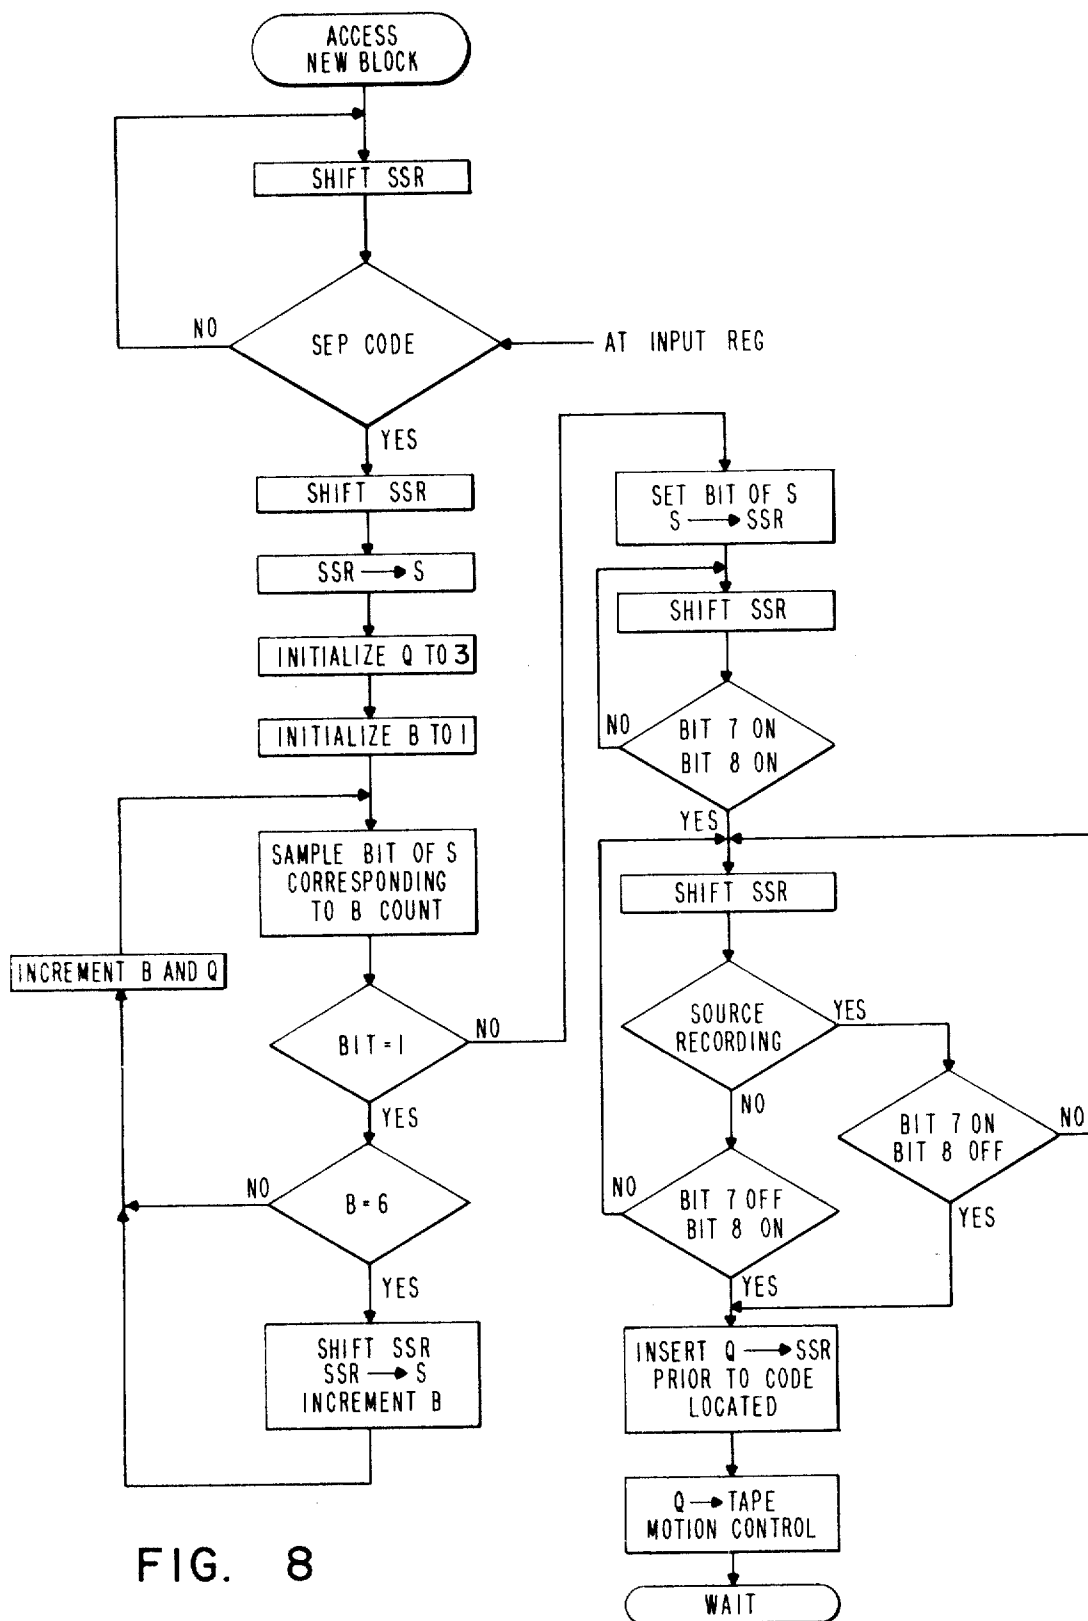 ACCESS
NEW BLOCK
SHIFT SSR
NO
SEP CODE
AT INPUT REG
YES
SHIFT SSR
SSR → S
INITIALIZE Q TO 3
INITIALIZE B TO 1
SAMPLE BIT OF S
CORRESPONDING
TO B COUNT
INCREMENT B AND Q
BIT = 1
NO
YES
NO
B = 6
YES
SHIFT SSR
SSR → S
INCREMENT B
SET BIT OF S
S → SSR
SHIFT SSR
NO
BIT 7 ON
BIT 8 ON
YES
SHIFT SSR
SOURCE
RECORDING
YES
NO
BIT 7 ON
BIT 8 OFF
NO
YES
NO
BIT 7 OFF
BIT 8 ON
YES
INSERT Q → SSR
PRIOR TO CODE
LOCATED
Q → TAPE
MOTION CONTROL
WAIT
FIG. 8